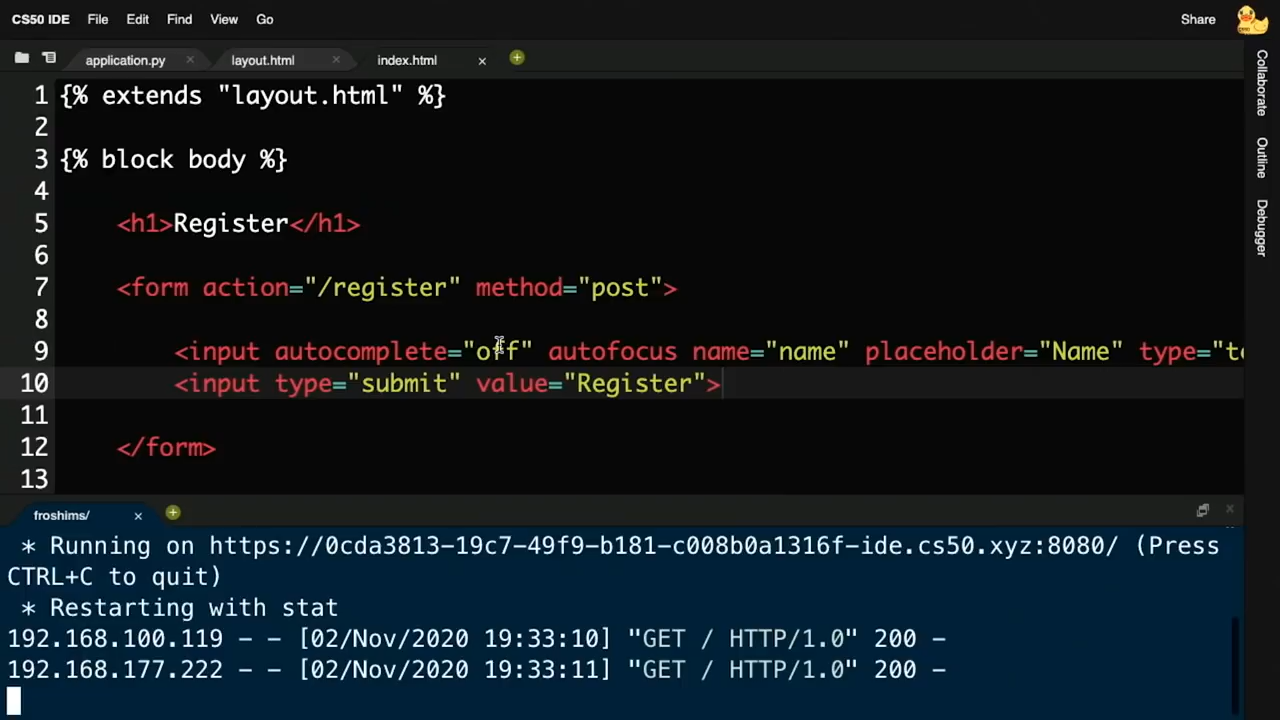 CS50 IDE File Edit Find View Go Share
application.py layout.html index.html
1 {% extends "layout.html" %}
2
3 {% block body %}
4
5 <h1>Register</h1>
6
7 <form action="/register" method="post">
8
9 <input autocomplete="off" autofocus name="name" placeholder="Name" type="te
10 <input type="submit" value="Register">
11
12 </form>
13
Collaborate
Outline
Debugger
froshims/
* Running on https://0cda3813-19c7-49f9-b181-c008b0a1316f-ide.cs50.xyz:8080/ (Press
CTRL+C to quit)
* Restarting with stat
192.168.100.119 - - [02/Nov/2020 19:33:10] "GET / HTTP/1.0" 200 -
192.168.177.222 - - [02/Nov/2020 19:33:11] "GET / HTTP/1.0" 200 -